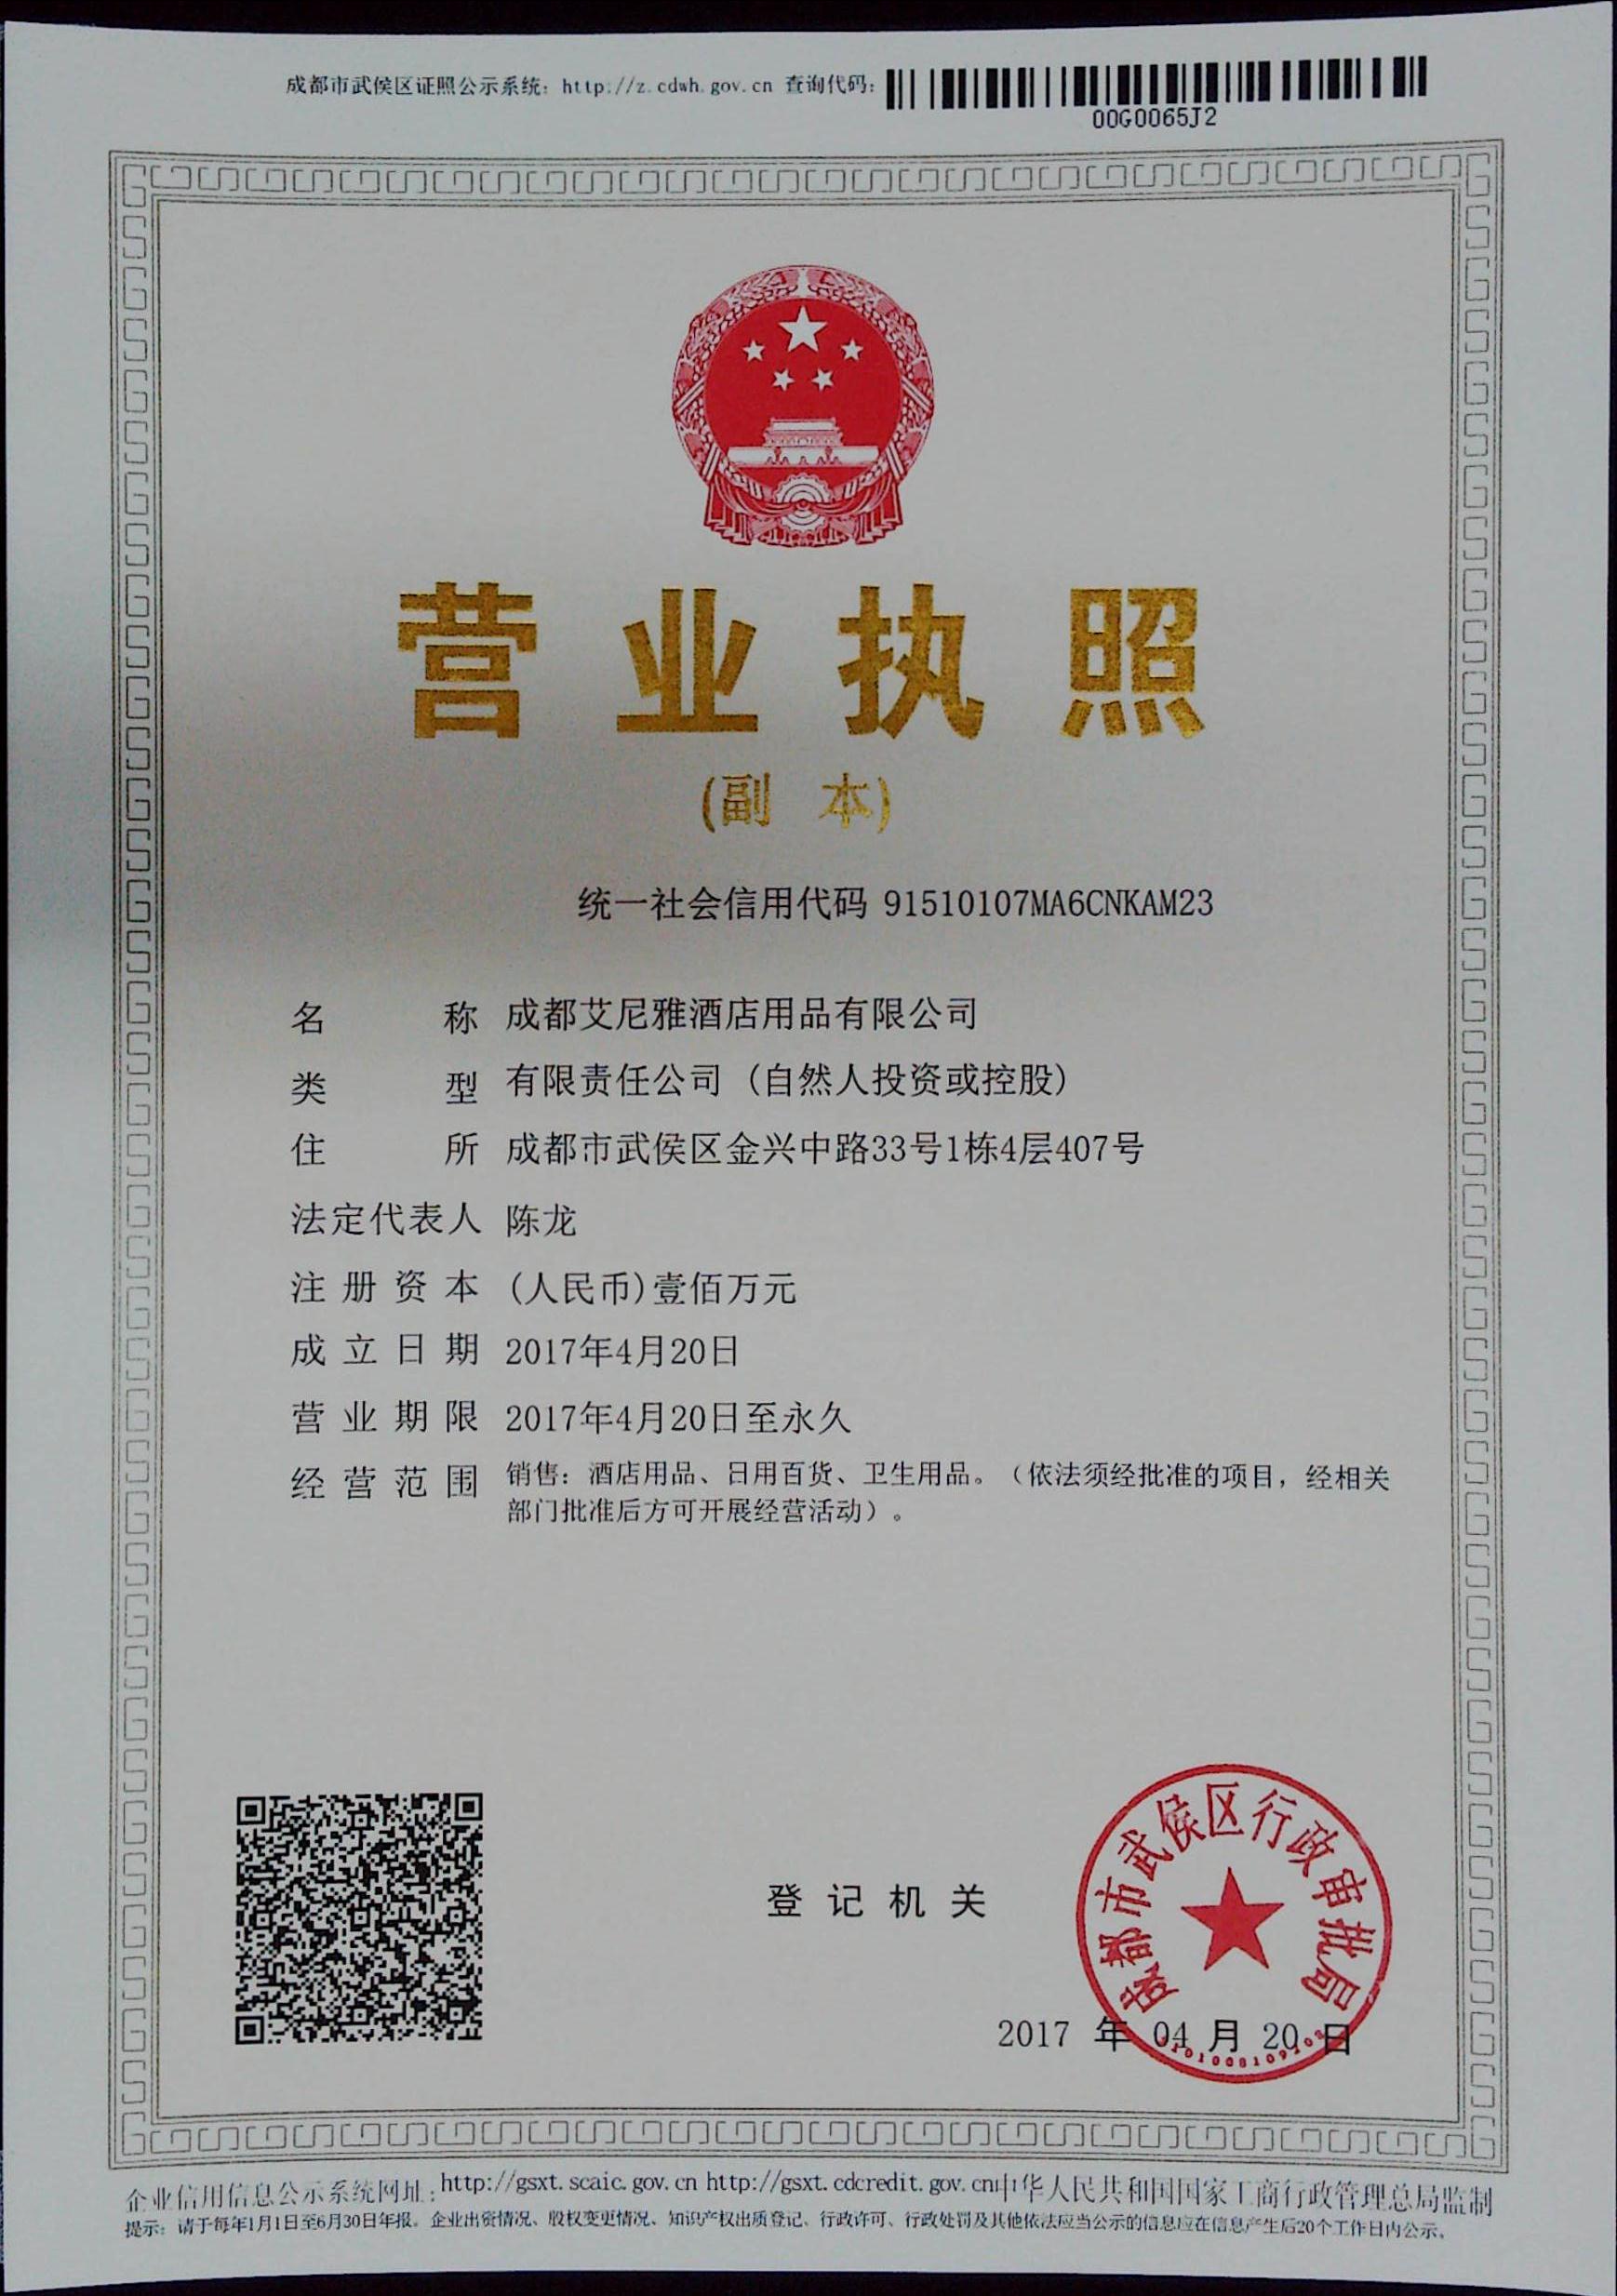 成都市武侯区证照公示系统：http://z.cdwh.gov.cn 查询代码：
00G0065J2
营业执照
(副 本)
统一社会信用代码 91510107MA6CNKAM23
名 称 成都艾尼雅酒店用品有限公司
类 型 有限责任公司（自然人投资或控股）
住 所 成都市武侯区金兴中路33号1栋4层407号
法定代表人 陈龙
注册资本 (人民币)壹佰万元
成立日期 2017年4月20日
营业期限 2017年4月20日至永久
经营范围 销售：酒店用品、日用百货、卫生用品。（依法须经批准的项目，经相关
部门批准后方可开展经营活动）。
成都市武侯区行政审批局
登记机关
2017 年 04 月 20 日
企业信用信息公示系统网址：http://gsxt.scaic.gov.cn http://gsxt.cdcredit.gov.cn中华人民共和国国家工商行政管理总局监制
提示：请于每年1月1日至6月30日年报。企业出资情况、股权变更情况、知识产权出质登记、行政许可、行政处罚及其他依法应当公示的信息应在信息产生后20个工作日内公示。